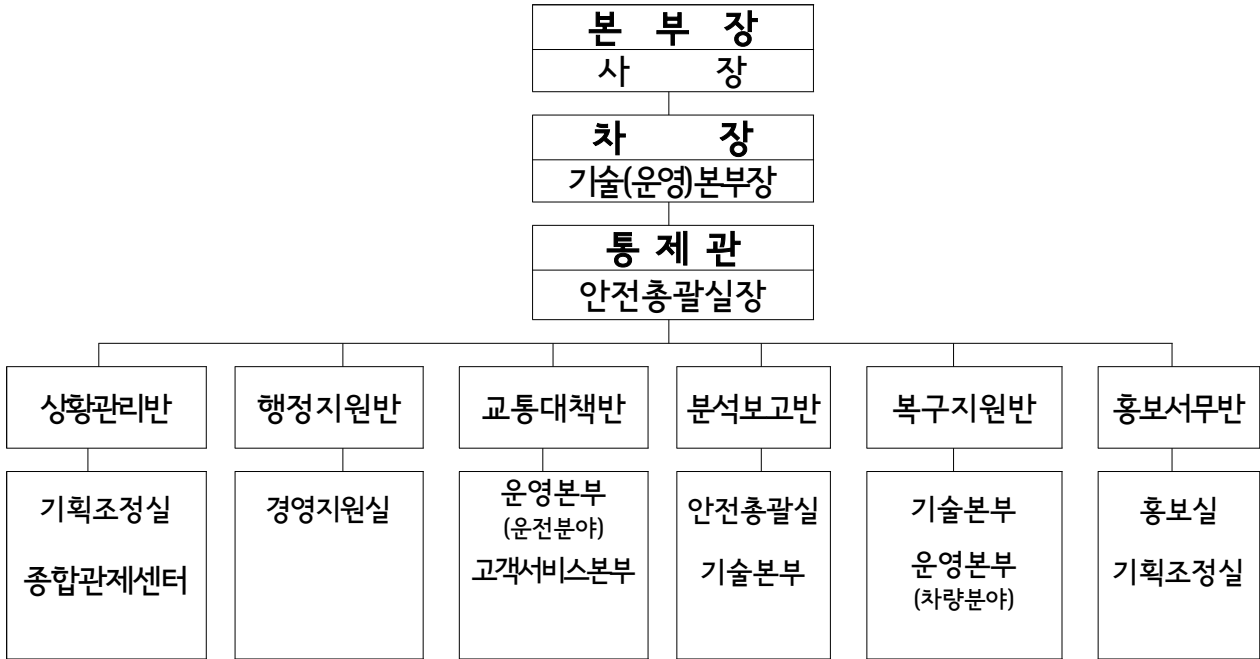 본 부 장
사 장
차 장
기술(운영)본부장
통 제 관
안전총괄실장
상황관리반
행정지원반
교통대책반
분석보고반
복구지원반
홍보서무반
기획조정실
종합관제센터
경영지원실
운영본부
(운전분야)
고객서비스본부
안전총괄실
기술본부
기술본부
운영본부
(차량분야)
홍보실
기획조정실